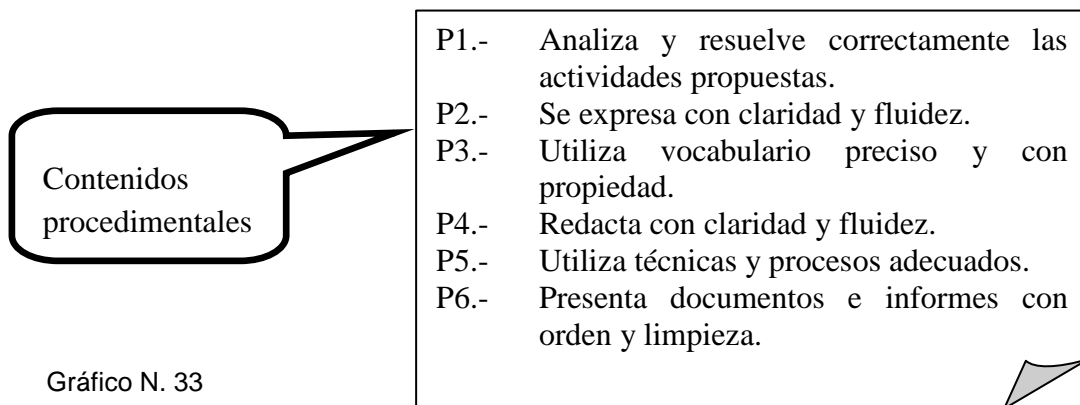 Contenidos
procedimentales
P1.- Analiza y resuelve correctamente las
actividades propuestas.
P2.- Se expresa con claridad y fluidez.
P3.- Utiliza vocabulario preciso y con
propiedad.
P4.- Redacta con claridad y fluidez.
P5.- Utiliza técnicas y procesos adecuados.
P6.- Presenta documentos e informes con
orden y limpieza.
Gráfico N. 33